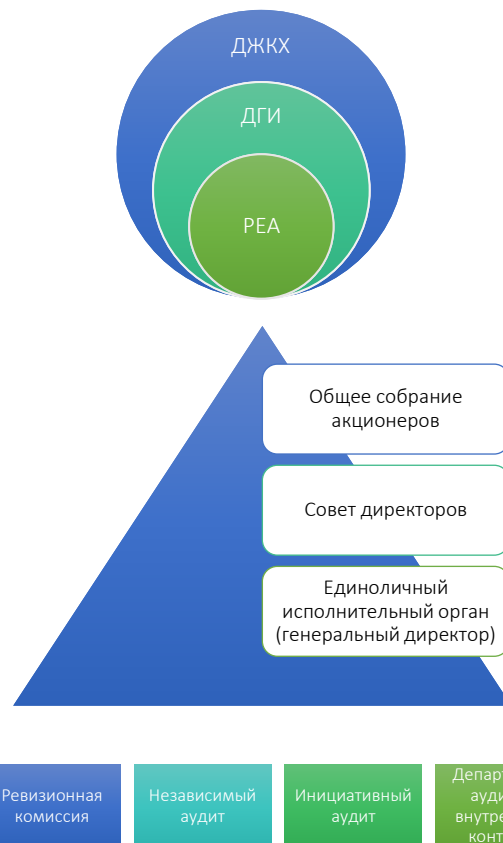 ДЖКХ
ДГИ
РЕА
Общее собрание
акционеров
Совет директоров
Единоличный
исполнительный орган
(генеральный директор)
Ревизионная
комиссия
Независимый
аудит
Инициативный
аудит